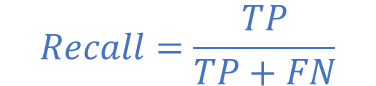 Recall = TP / TP + FN